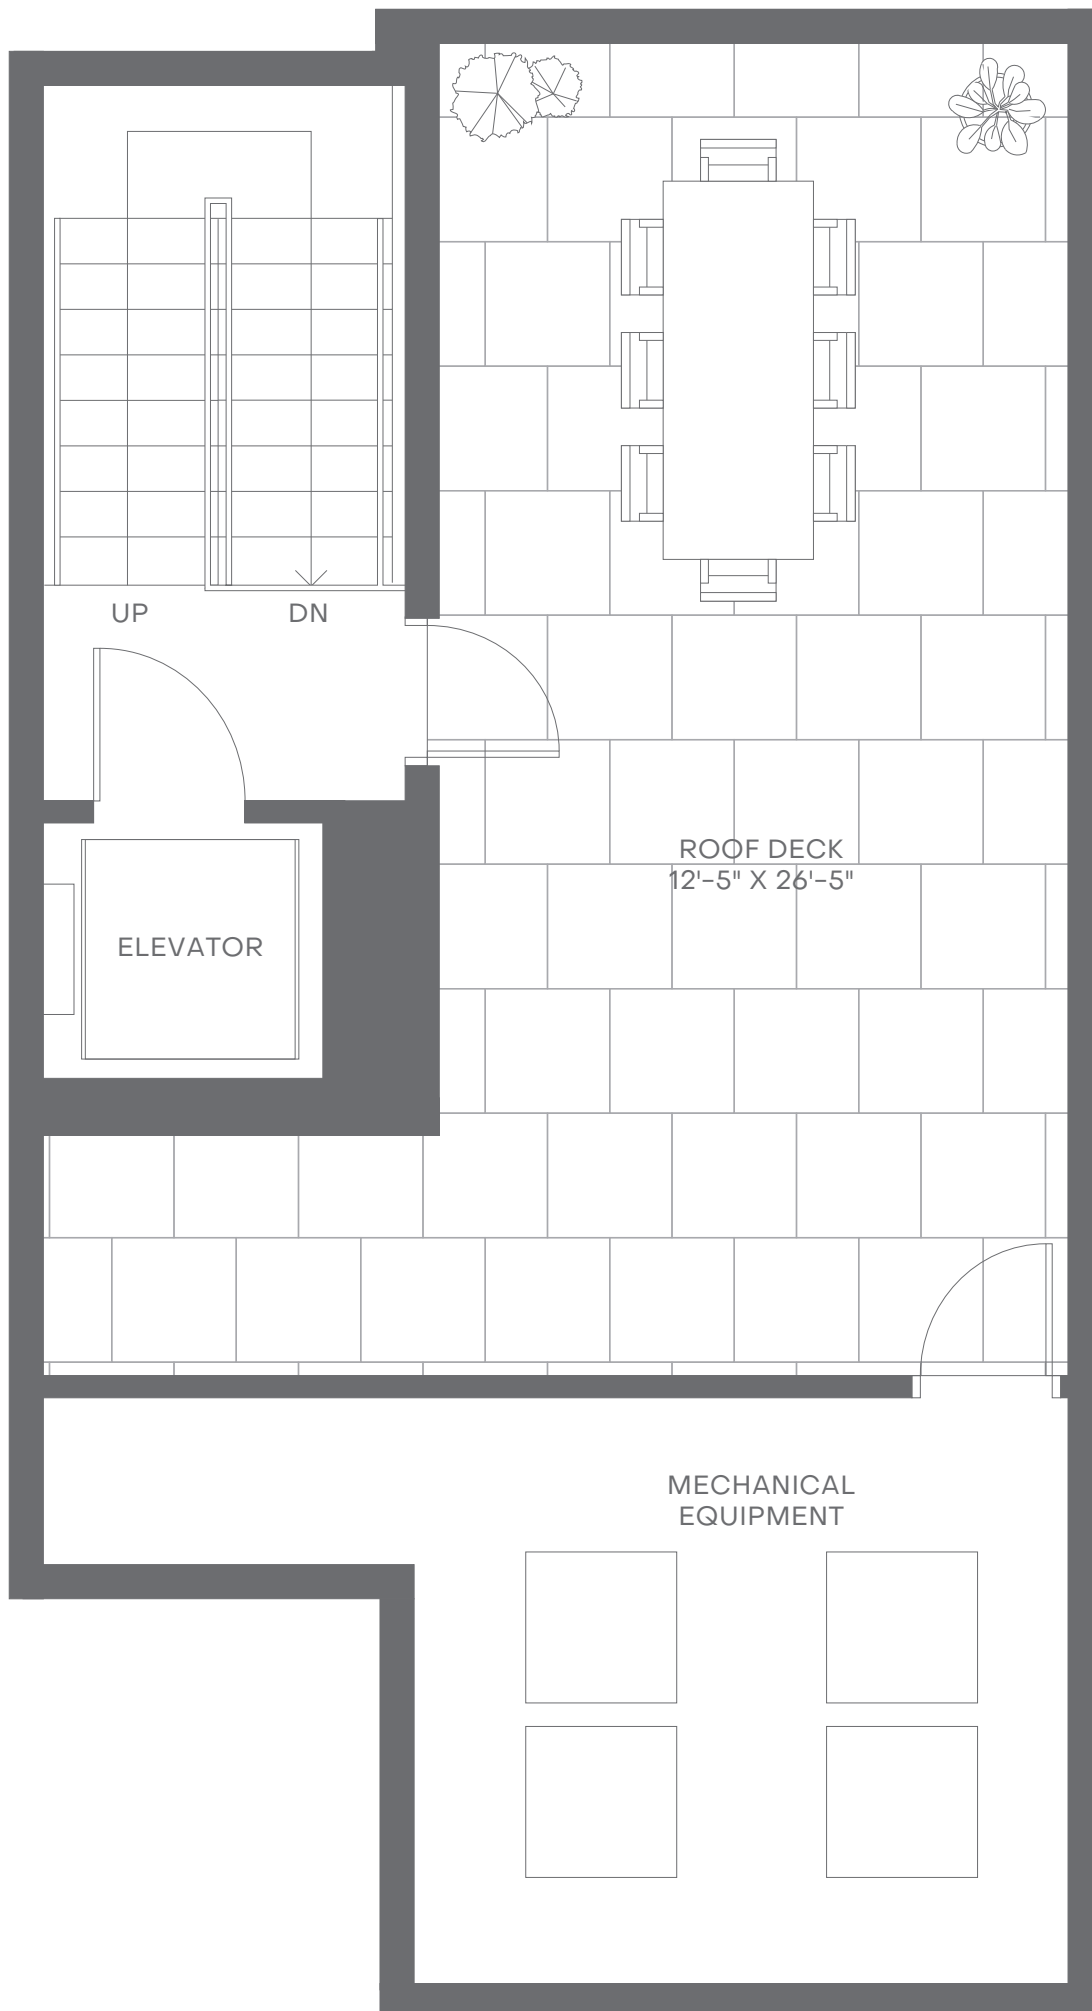 UP
DN
ROOF DECK
12'-5" X 26'-5"
ELEVATOR
MECHANICAL
EQUIPMENT